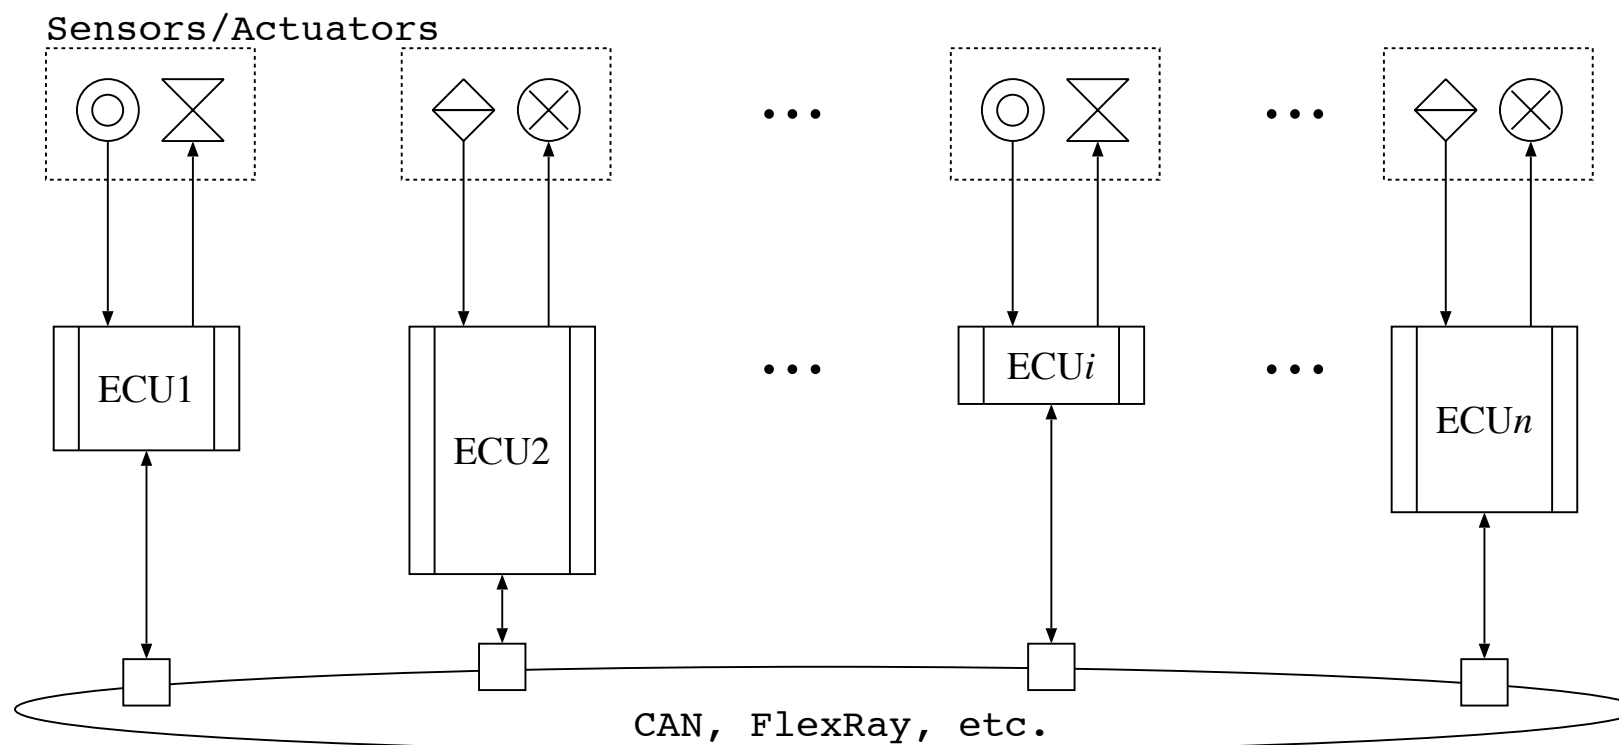 Sensors/Actuators
... ...
ECU1
ECU2
...
ECUi
...
ECUn
CAN, FlexRay, etc.